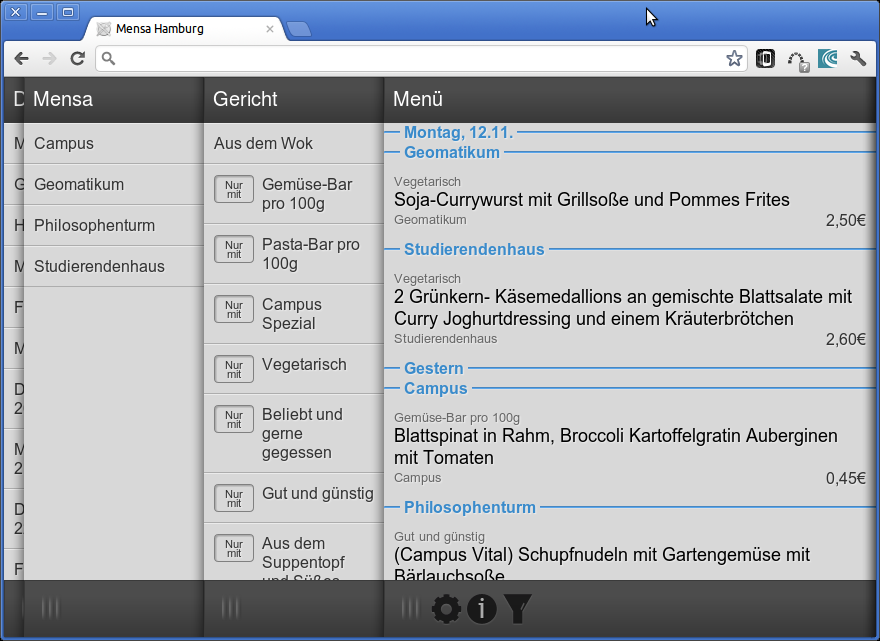 Mensa Hamburg
D
M
G
H
M
F
M
D
2
M
2
D
2
F
Mensa
Campus
Geomatikum
Philosophenturm
Studierendenhaus
Gericht
Aus dem Wok
Nur mit
Gemüse-Bar
pro 100g
Nur mit
Pasta-Bar pro
100g
Nur mit
Campus
Spezial
Nur mit
Vegetarisch
Nur mit
Beliebt und
gerne
gegessen
Nur mit
Gut und günstig
Nur mit
Aus dem
Suppentopf
und Süßes
Menü
Montag, 12.11.
Geomatikum
Vegetarisch
Soja-Currywurst mit Grillsoße und Pommes Frites
Geomatikum 2,50€
Studierendenhaus
Vegetarisch
2 Grünkern- Käsemedallions an gemischte Blattsalate mit
Curry Joghurtdressing und einem Kräuterbrötchen
Studierendenhaus 2,60€
Gestern
Campus
Gemüse-Bar pro 100g
Blattspinat in Rahm, Broccoli Kartoffelgratin Auberginen
mit Tomaten
Campus 0,45€
Philosophenturm
Gut und günstig
(Campus Vital) Schupfnudeln mit Gartengemüse mit
Bärlauchsoße